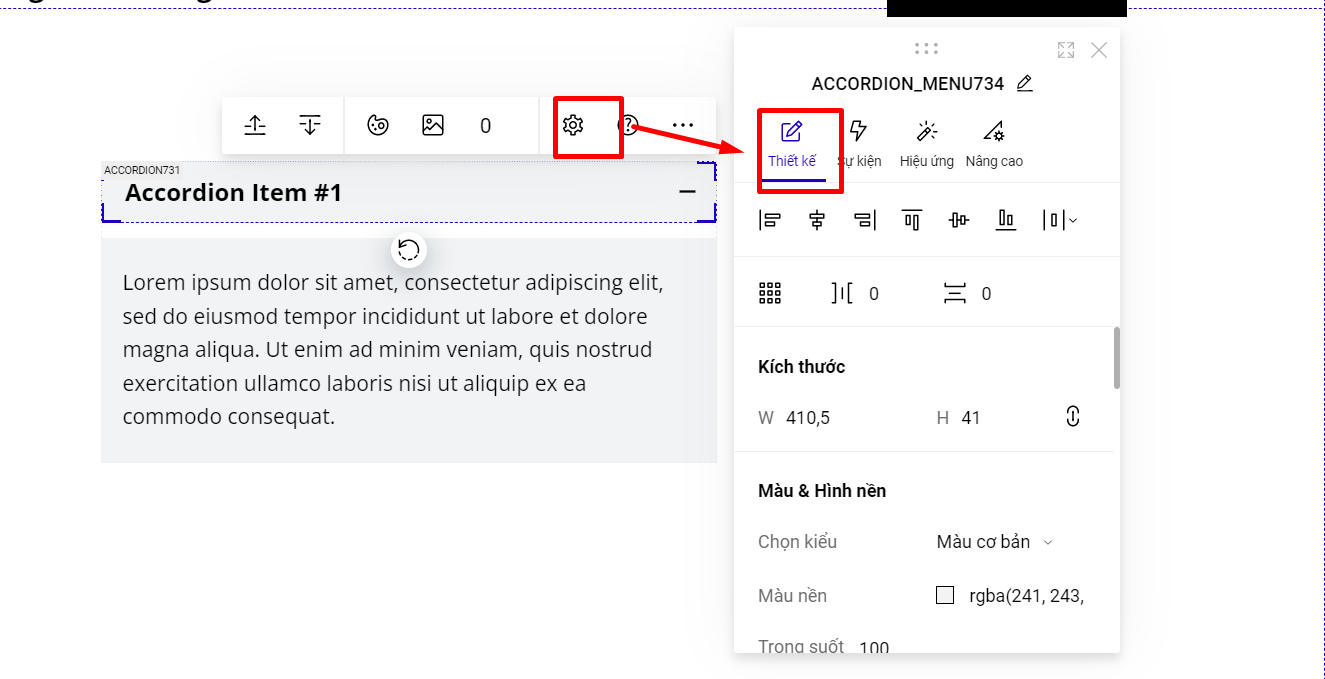 ACCORDION_MENU734
0
Thiết kế
Sự kiện
Hiệu ứng
Nâng cao
ACCORDION731
Accordion Item #1
Lorem ipsum dolor sit amet, consectetur adipiscing elit,
sed do eiusmod tempor incididunt ut labore et dolore
magna aliqua. Ut enim ad minim veniam, quis nostrud
exercitation ullamco laboris nisi ut aliquip ex ea
commodo consequat.
0
0
Kích thước
W 410,5
H 41
Màu & Hình nền
Chọn kiểu
Màu cơ bản
Màu nền
rgba(241, 243,
Trong suốt 100